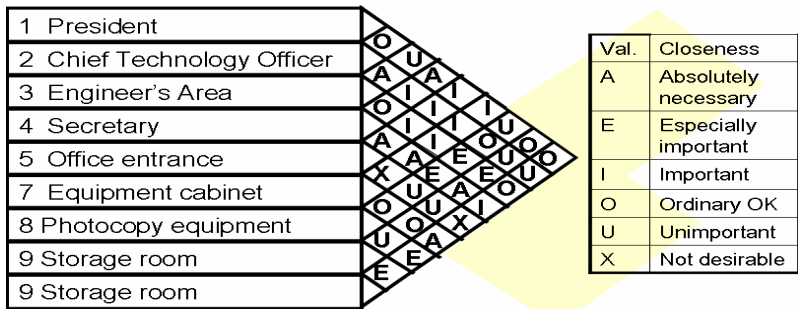 1 President
2 Chief Technology Officer
3 Engineer's Area
4 Secretary
5 Office entrance
7 Equipment cabinet
8 Photocopy equipment
9 Storage room
9 Storage room
O
U
A A
I I
O I I
I I U
A I O O
A E U O
X E E U
U A O
O U I
O X
U A
E
E
Val. Closeness
A Absolutely
necessary
E Especially
important
I Important
O Ordinary OK
U Unimportant
X Not desirable